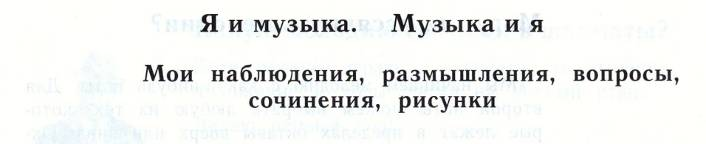 Я и музыка. Музыка и я
Мои наблюдения, размышления, вопросы,
сочинения, рисунки